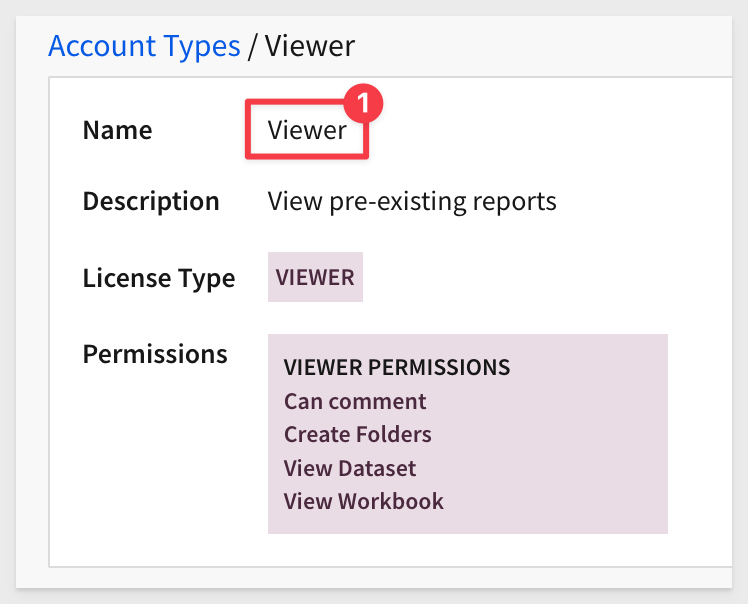 Account Types / Viewer
1
Name Viewer
Description View pre-existing reports
License Type VIEWER
Permissions VIEWER PERMISSIONS
Can comment
Create Folders
View Dataset
View Workbook